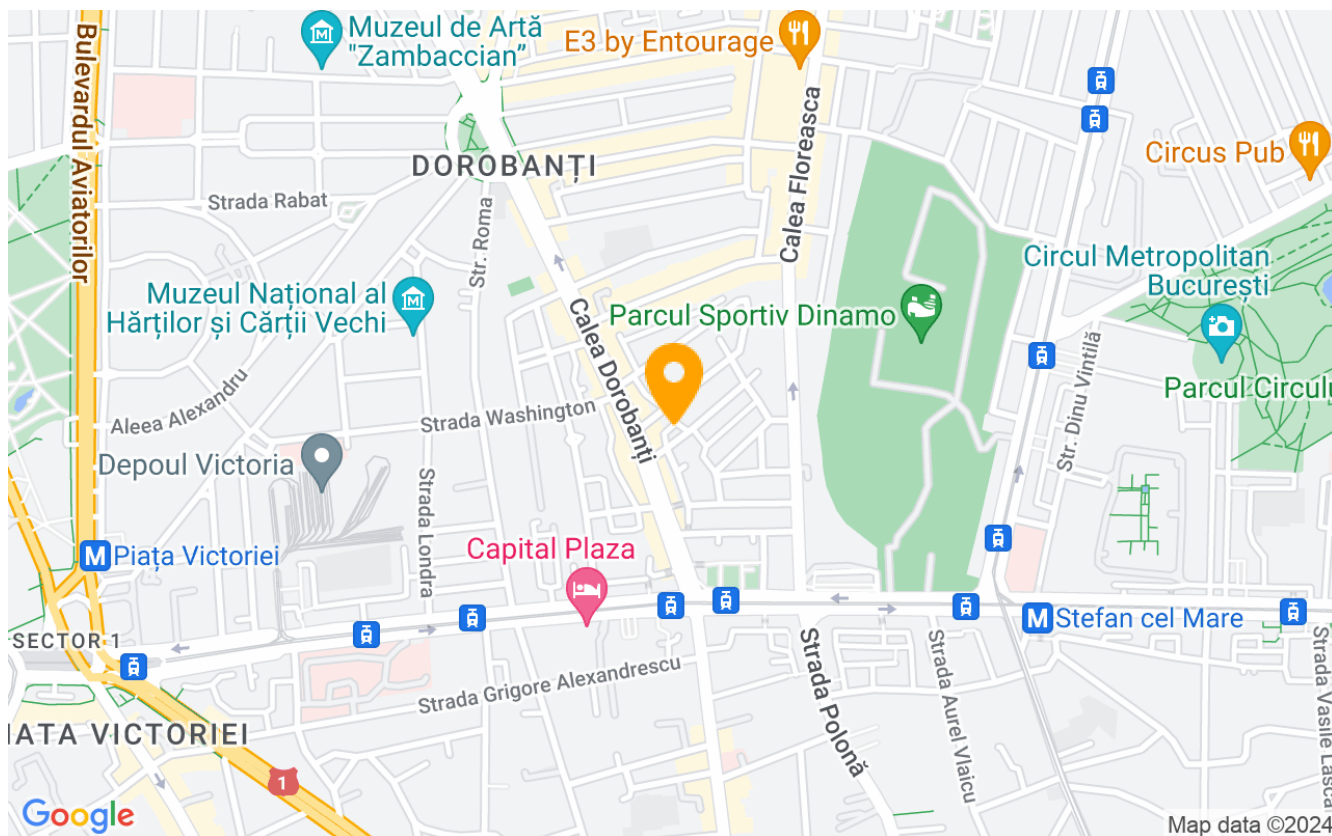 Muzeul de Artă
"Zambaccian”
E3 by Entourage
Bulevardul Aviatorilor
Circus Pub
DOROBANȚI
Calea Floreasca
Strada Rabat
Str. Roma
Circul Metropolitan
București
Muzeul Național al
Hărților și Cărții Vechi
Parcul Sportiv Dinamo
Calea Dorobanți
Str. Dinu Vintilă
Parcul Circului
Aleea Alexandru
Strada Washington
Depoul Victoria
Strada Londra
M
Piața Victoriei
Capital Plaza
M
Stefan cel Mare
SECTOR 1
Strada Grigore Alexandrescu
Strada Polonă
Strada Aurel Vlaicu
Strada Vasile Lască
IAȚA VICTORIEI
1
Google
Map data ©2024